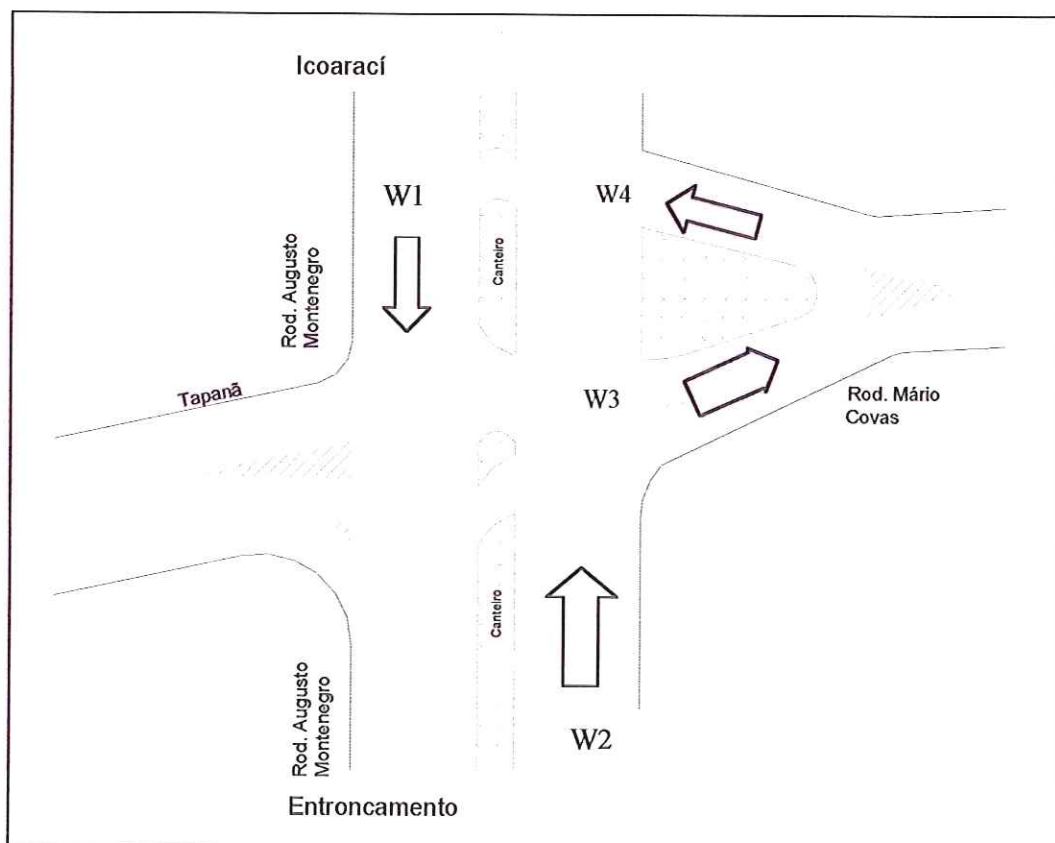 Icoarací
W1
W4
Canteiro
Rod. Augusto
Montenegro
Tapanã
W3
Rod. Mário
Covas
Canteiro
Rod. Augusto
Montenegro
W2
Entroncamento